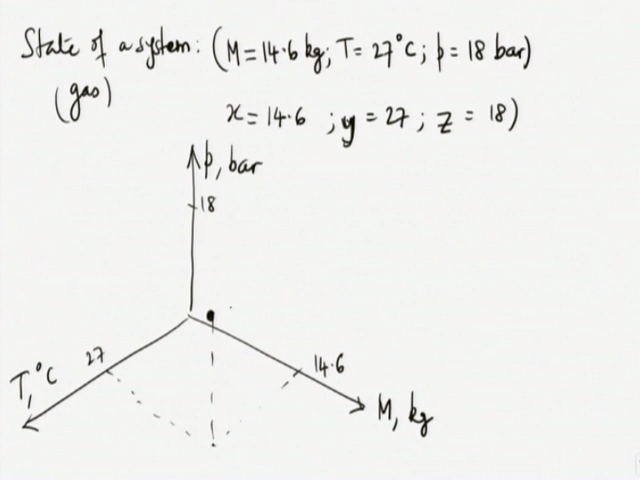 State of a system: (M = 14.6 kg; T = 27°C; p = 18 bar)
(gas)
x = 14.6 ; y = 27 ; z = 18)
p, bar
18
27
14.6
T, °C
M, kg